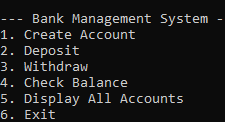 --- Bank Management System -
1. Create Account
2. Deposit
3. Withdraw
4. Check Balance
5. Display All Accounts
6. Exit